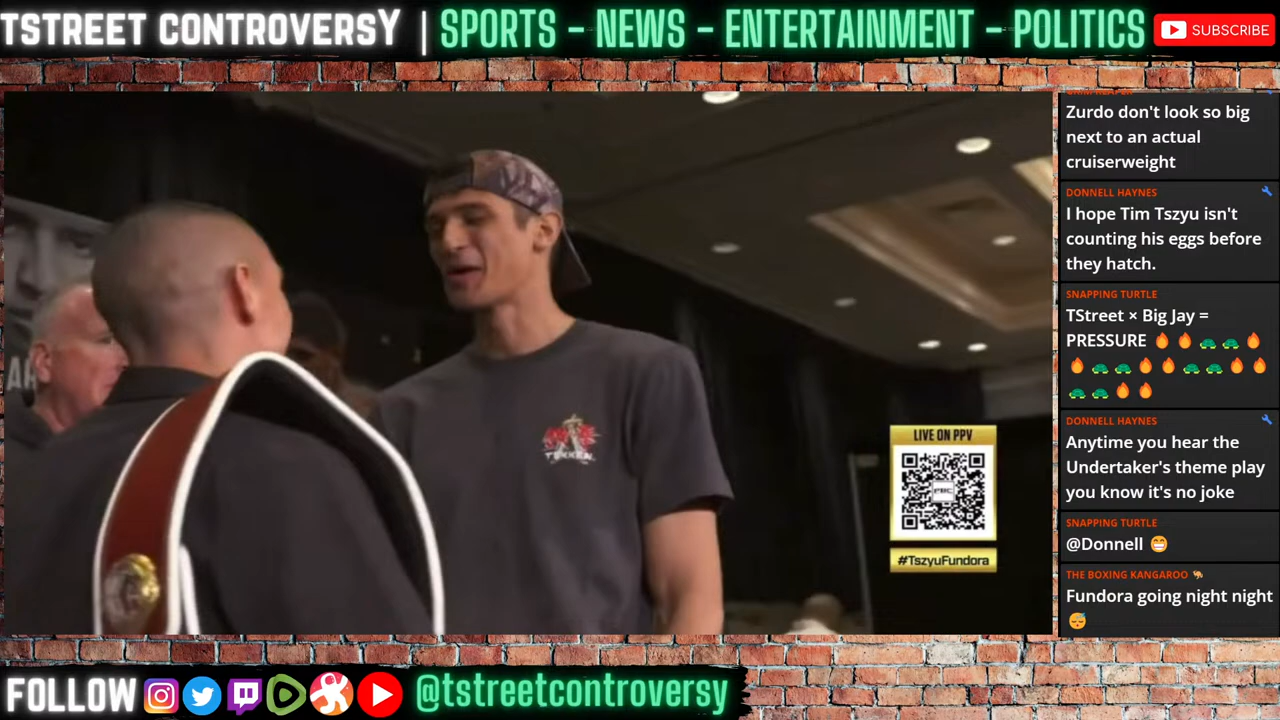 TSTREET CONTROVERSY | SPORTS - NEWS - ENTERTAINMENT - POLITICS
SUBSCRIBE
Zurdo don't look so big
next to an actual
cruiserweight
DONNELL HAYNES
I hope Tim Tszyu isn't
counting his eggs before
they hatch.
SNAPPING TURTLE
TStreet × Big Jay =
PRESSURE 🔥 🔥 🐢 🐢 🔥
🔥 🐢 🐢 🔥 🔥 🐢 🐢 🔥 🔥
🐢 🐢 🔥 🔥
DONNELL HAYNES
Anytime you hear the
Undertaker's theme play
you know it's no joke
SNAPPING TURTLE
@Donnell 😁
THE BOXING KANGAROO 🦘
Fundora going night night
😴
TEKKEN
LIVE ON PPV
PBC
#TszyuFundora
FOLLOW @tstreetcontroversy